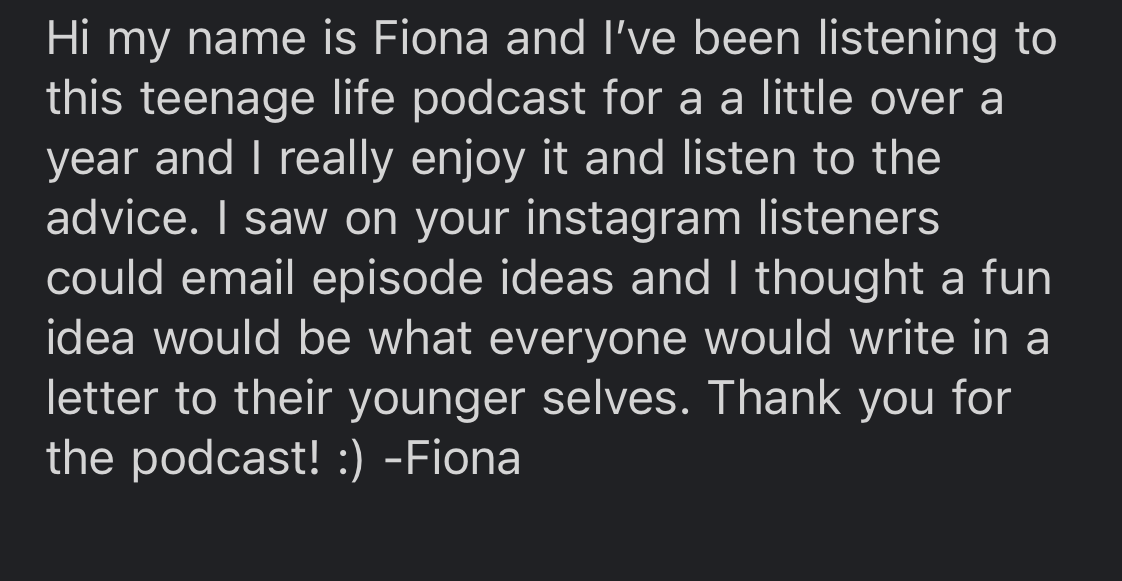 Hi my name is Fiona and I’ve been listening to
this teenage life podcast for a a little over a
year and I really enjoy it and listen to the
advice. I saw on your instagram listeners
could email episode ideas and I thought a fun
idea would be what everyone would write in a
letter to their younger selves. Thank you for
the podcast! :) -Fiona